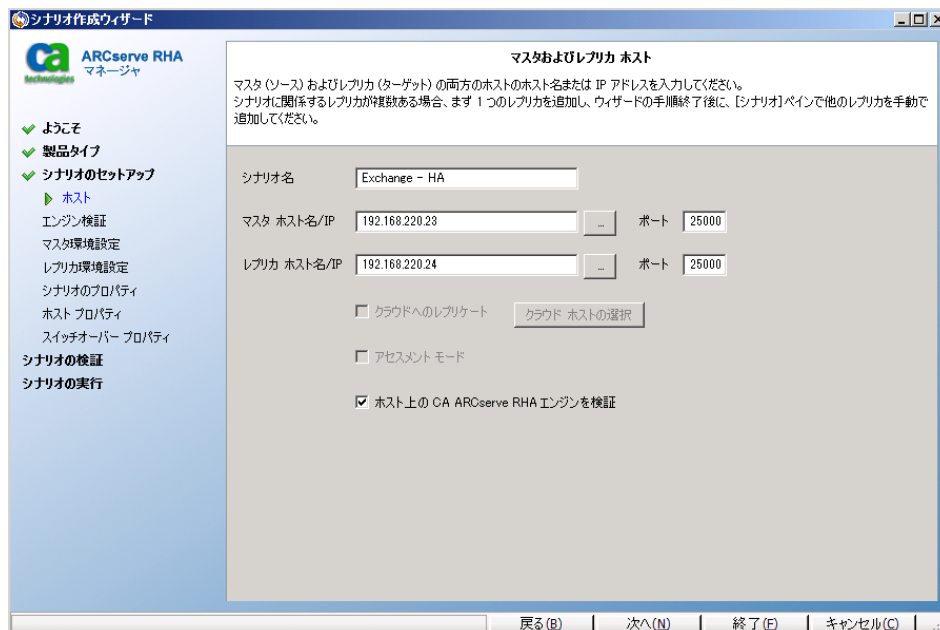 シナリオ作成ウィザード
ca
technologies
ARCserve RHA
マネージャ
ようこそ
製品タイプ
シナリオのセットアップ
ホスト
エンジン検証
マスタ環境設定
レプリカ環境設定
シナリオのプロパティ
ホスト プロパティ
スイッチオーバー プロパティ
シナリオの検証
シナリオの実行
マスタおよびレプリカ ホスト
マスタ (ソース) およびレプリカ (ターゲット) の両方のホストのホスト名または IP アドレスを入力してください。
シナリオに関係するレプリカが複数ある場合、まず 1 つのレプリカを追加し、ウィザードの手順終了後に、[シナリオ] ペインで他のレプリカを手動で
追加してください。
シナリオ名 Exchange - HA
マスタ ホスト名/IP 192.168.220.23 ... ポート 25000
レプリカ ホスト名/IP 192.168.220.24 ... ポート 25000
クラウドへのレプリケート クラウド ホストの選択
アセスメント モード
ホスト上の CA ARCserve RHA エンジンを検証
戻る(B) 次へ(N) 終了(F) キャンセル(C)